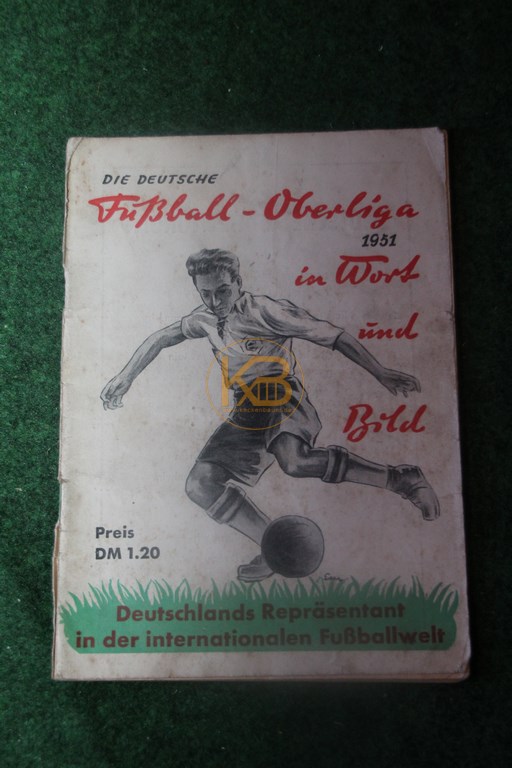 DIE DEUTSCHE
Fußball-Oberliga
1951
in Wort
und
Bild
KB
Preis
DM 1.20
Deutschlands Repräsentant
in der internationalen Fußballwelt